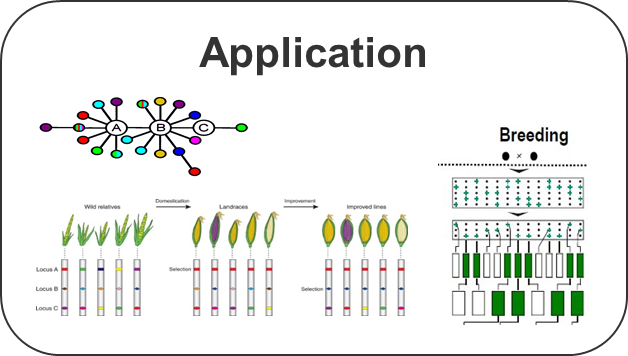 Application
A B C
Breeding
×
Domestication
Improvement
Wild relatives
Landraces
Improved lines
Locus A
Selection
Locus B
Selection
Locus C